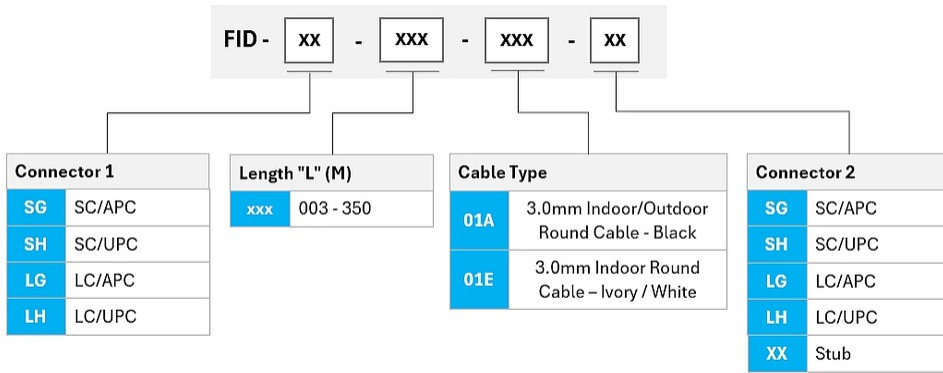 FID - XX - XXX - XXX - XX
Connector 1
SG SC/APC
SH SC/UPC
LG LC/APC
LH LC/UPC
Length "L" (M)
xxx 003 - 350
Cable Type
01A 3.0mm Indoor/Outdoor
Round Cable - Black
01E 3.0mm Indoor Round
Cable – Ivory / White
Connector 2
SG SC/APC
SH SC/UPC
LG LC/APC
LH LC/UPC
XX Stub